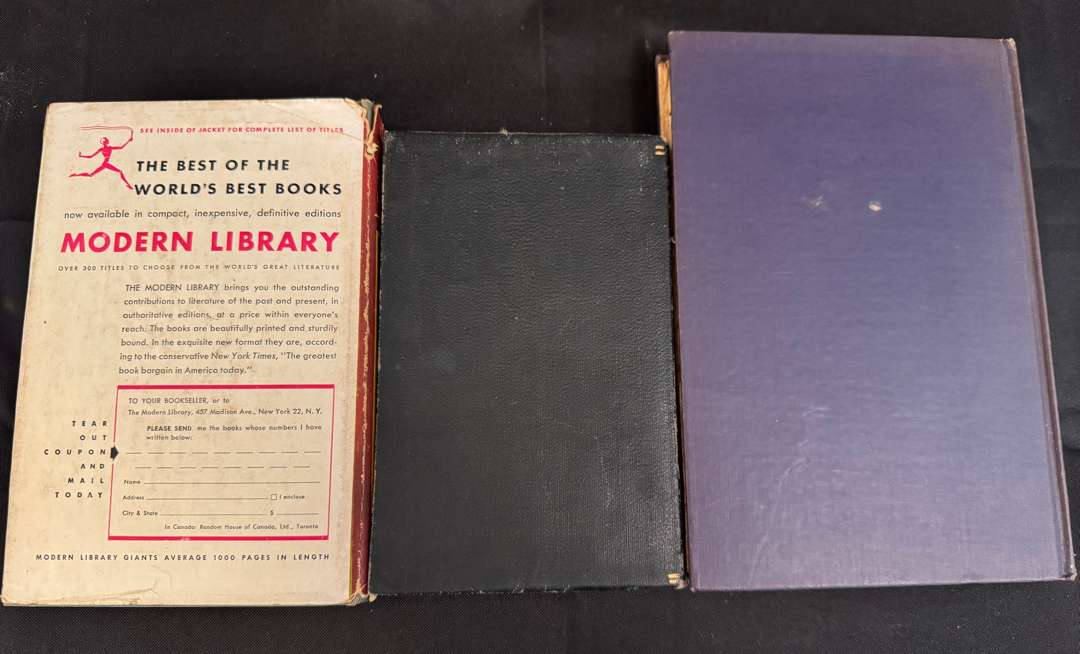 SEE INSIDE OF JACKET FOR COMPLETE LIST OF TITLES
THE BEST OF THE
WORLD'S BEST BOOKS
now available in compact, inexpensive, definitive editions
MODERN LIBRARY
OVER 300 TITLES TO CHOOSE FROM THE WORLD'S GREAT LITERATURE
THE MODERN LIBRARY brings you the outstanding
contributions to literature of the past and present, in
authoritative editions, at a price within everyone's
reach. The books are beautifully printed and sturdily
bound. In the exquisite new format they are, accord-
ing to the conservative New York Times, "The greatest
book bargain in America today."
TEAR
OUT
COUPON
AND
MAIL
TODAY
TO YOUR BOOKSELLER, or to
The Modern Library, 457 Madison Ave., New York 22, N. Y.
PLEASE SEND me the books whose numbers I have
written below:
Name
Address I enclose
City & State $
In Canada: Random House of Canada, Ltd., Toronto
MODERN LIBRARY GIANTS AVERAGE 1000 PAGES IN LENGTH